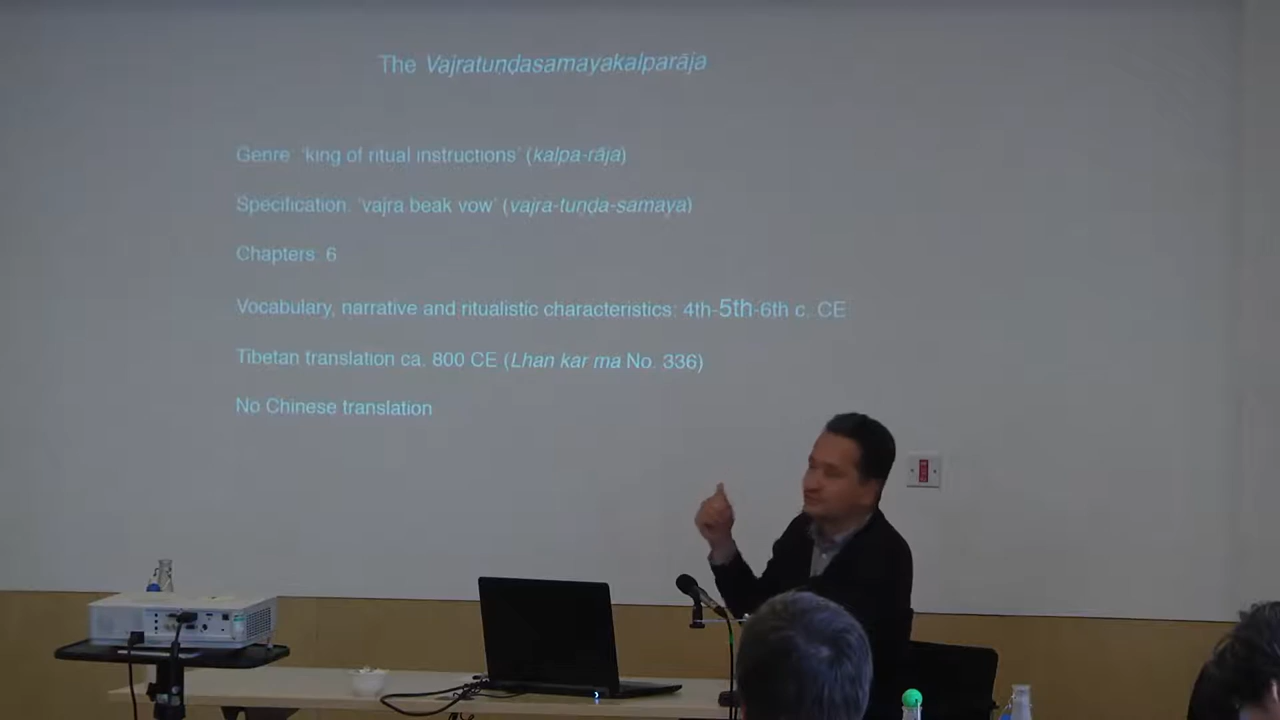 The Vajratuṇḍasamayakalparāja
Genre: ‘king of ritual instructions’ (kalpa-rāja)
Specification: ‘vajra beak vow’ (vajra-tuṇḍa-samaya)
Chapters: 6
Vocabulary, narrative and ritualistic characteristics: 4th-5th-6th c. CE
Tibetan translation ca. 800 CE (Lhan kar ma No. 336)
No Chinese translation